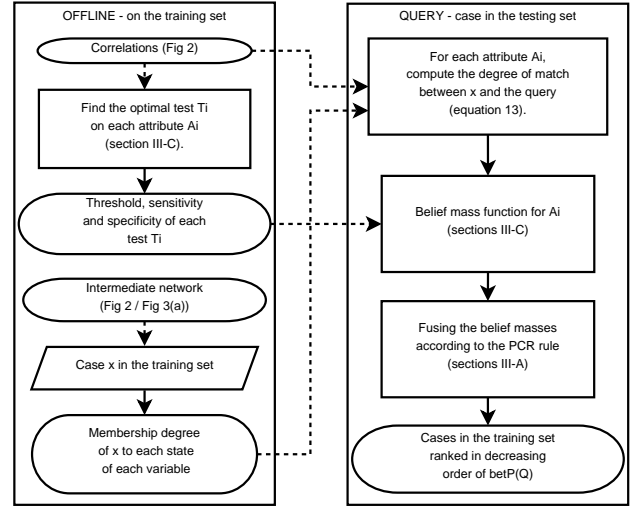 OFFLINE - on the training set
Correlations (Fig 2)
Find the optimal test Ti
on each attribute Ai
(section III-C).
Threshold, sensitivity
and specificity of each
test Ti
Intermediate network
(Fig 2 / Fig 3(a))
Case x in the training set
Membership degree
of x to each state
of each variable
QUERY - case in the testing set
For each attribute Ai,
compute the degree of match
between x and the query
(equation 13).
Belief mass function for Ai
(sections III-C)
Fusing the belief masses
according to the PCR rule
(sections III-A)
Cases in the training set
ranked in decreasing
order of betP(Q)